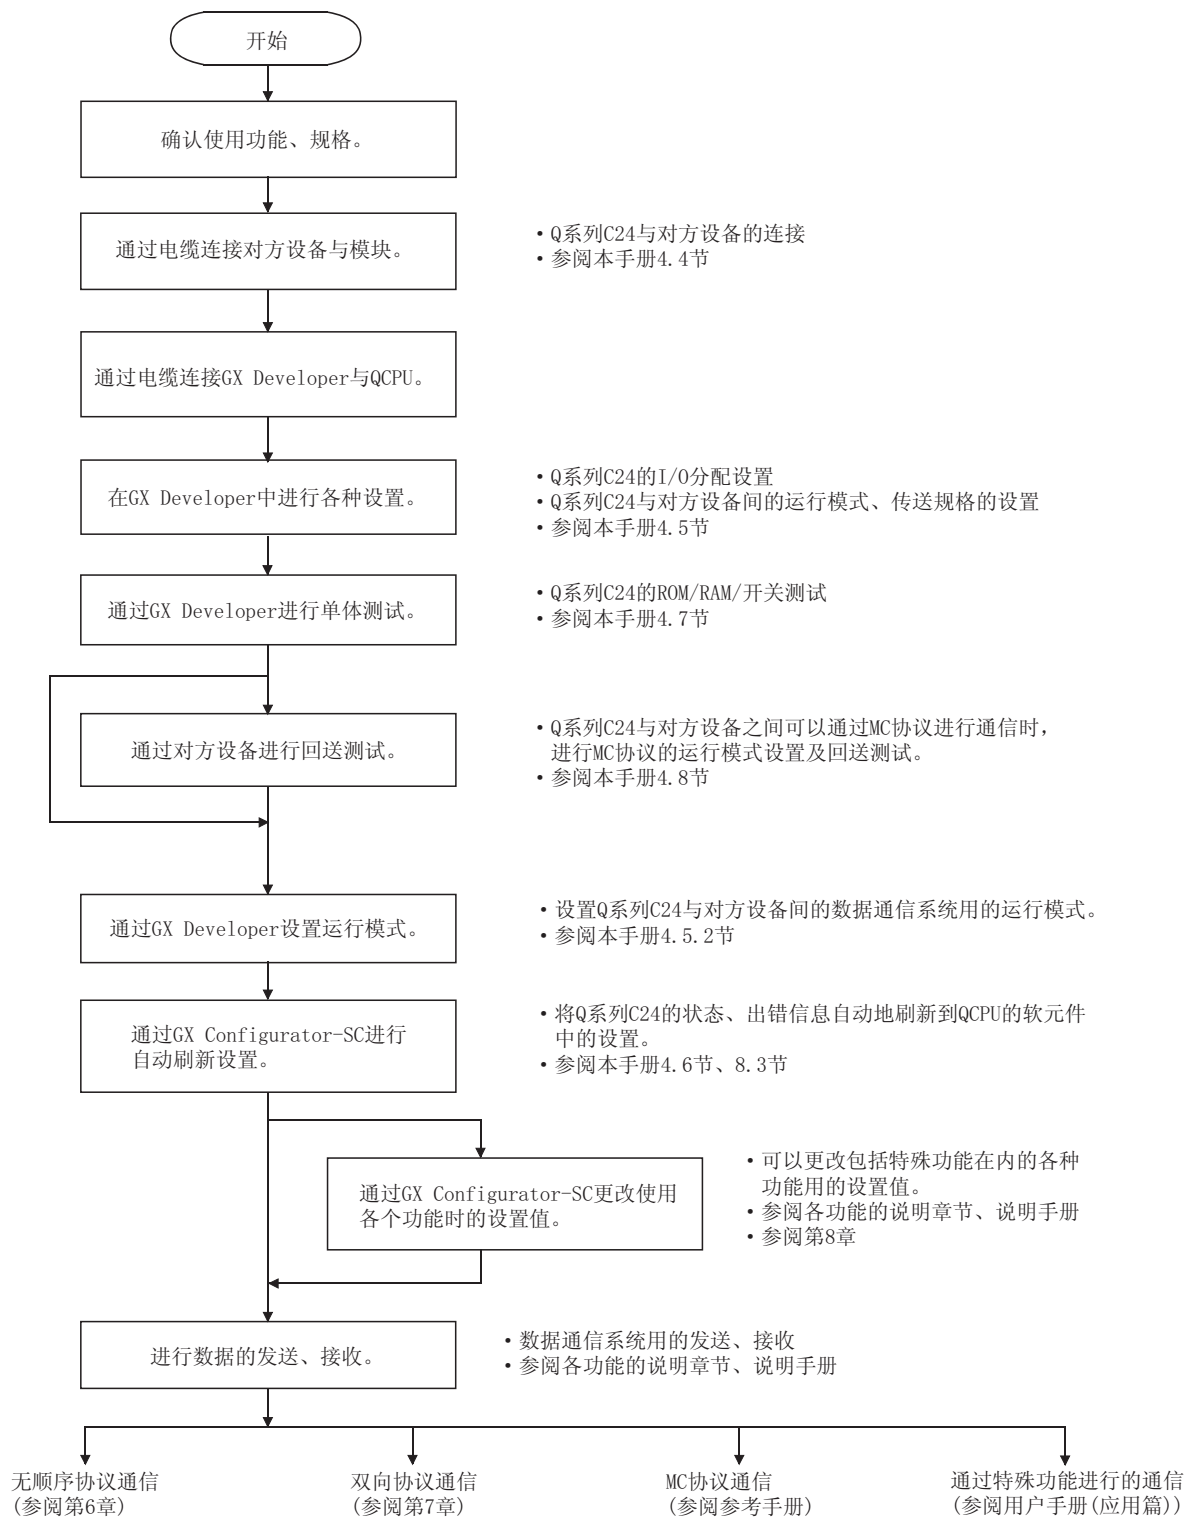 开始
确认使用功能、规格。
通过电缆连接对方设备与模块。
・Q系列C24与对方设备的连接
・参阅本手册4.4节
通过电缆连接GX Developer与QCPU。
在GX Developer中进行各种设置。
・Q系列C24的I/O分配设置
・Q系列C24与对方设备间的运行模式、传送规格的设置
・参阅本手册4.5节
通过GX Developer进行单体测试。
・Q系列C24的ROM/RAM/开关测试
・参阅本手册4.7节
通过对方设备进行回送测试。
・Q系列C24与对方设备之间可以通过MC协议进行通信时，
进行MC协议的运行模式设置及回送测试。
・参阅本手册4.8节
通过GX Developer设置运行模式。
・设置Q系列C24与对方设备间的数据通信系统用的运行模式。
・参阅本手册4.5.2节
通过GX Configurator-SC进行
自动刷新设置。
・将Q系列C24的状态、出错信息自动地刷新到QCPU的软元件
中的设置。
・参阅本手册4.6节、8.3节
通过GX Configurator-SC更改使用
各个功能时的设置值。
・可以更改包括特殊功能在内的各种
功能用的设置值。
・参阅各功能的说明章节、说明手册
・参阅第8章
进行数据的发送、接收。
・数据通信系统用的发送、接收
・参阅各功能的说明章节、说明手册
无顺序协议通信
(参阅第6章)
双向协议通信
(参阅第7章)
MC协议通信
(参阅参考手册)
通过特殊功能进行的通信
(参阅用户手册(应用篇))